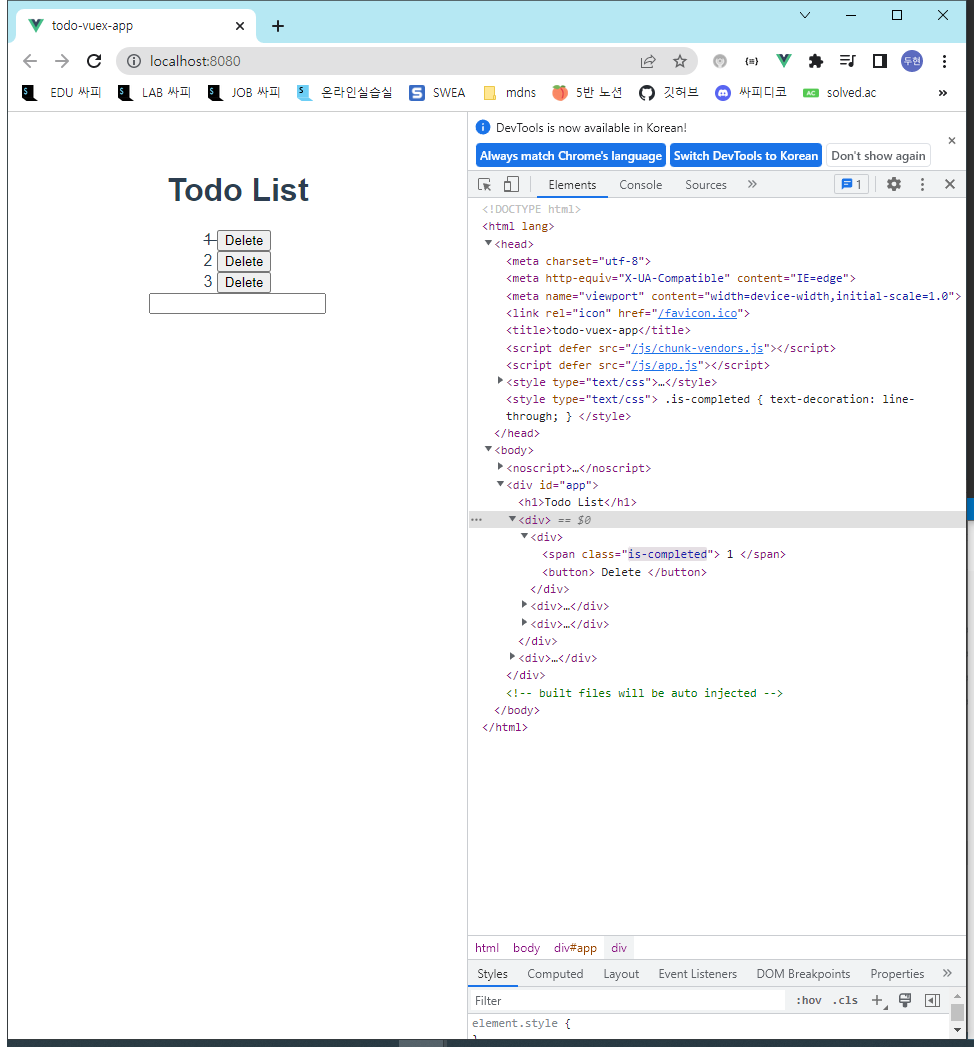 todo-vuex-app
localhost:8080
두현
EDU 싸피 LAB 싸피 JOB 싸피 온라인실습실 S SWEA mdns 5반 노션 깃허브 싸피디코 AC solved.ac »
Todo List
1 Delete
2 Delete
3 Delete
DevTools is now available in Korean!
Always match Chrome's language Switch DevTools to Korean Don't show again
Elements Console Sources » 1
<!DOCTYPE html>
<html lang>
<head>
<meta charset="utf-8">
<meta http-equiv="X-UA-Compatible" content="IE=edge">
<meta name="viewport" content="width=device-width,initial-scale=1.0">
<link rel="icon" href="/favicon.ico">
<title>todo-vuex-app</title>
<script defer src="/js/chunk-vendors.js"></script>
<script defer src="/js/app.js"></script>
<style type="text/css">…</style>
<style type="text/css"> .is-completed { text-decoration: line-
through; } </style>
</head>
<body>
<noscript>…</noscript>
<div id="app">
<h1>Todo List</h1>
<div> == $0
<div>
<span class="is-completed"> 1 </span>
<button> Delete </button>
</div>
<div>…</div>
<div>…</div>
</div>
<div>…</div>
</div>
<!-- built files will be auto injected -->
</body>
</html>
html body div#app div
Styles Computed Layout Event Listeners DOM Breakpoints Properties »
Filter :hov .cls
element.style {
}